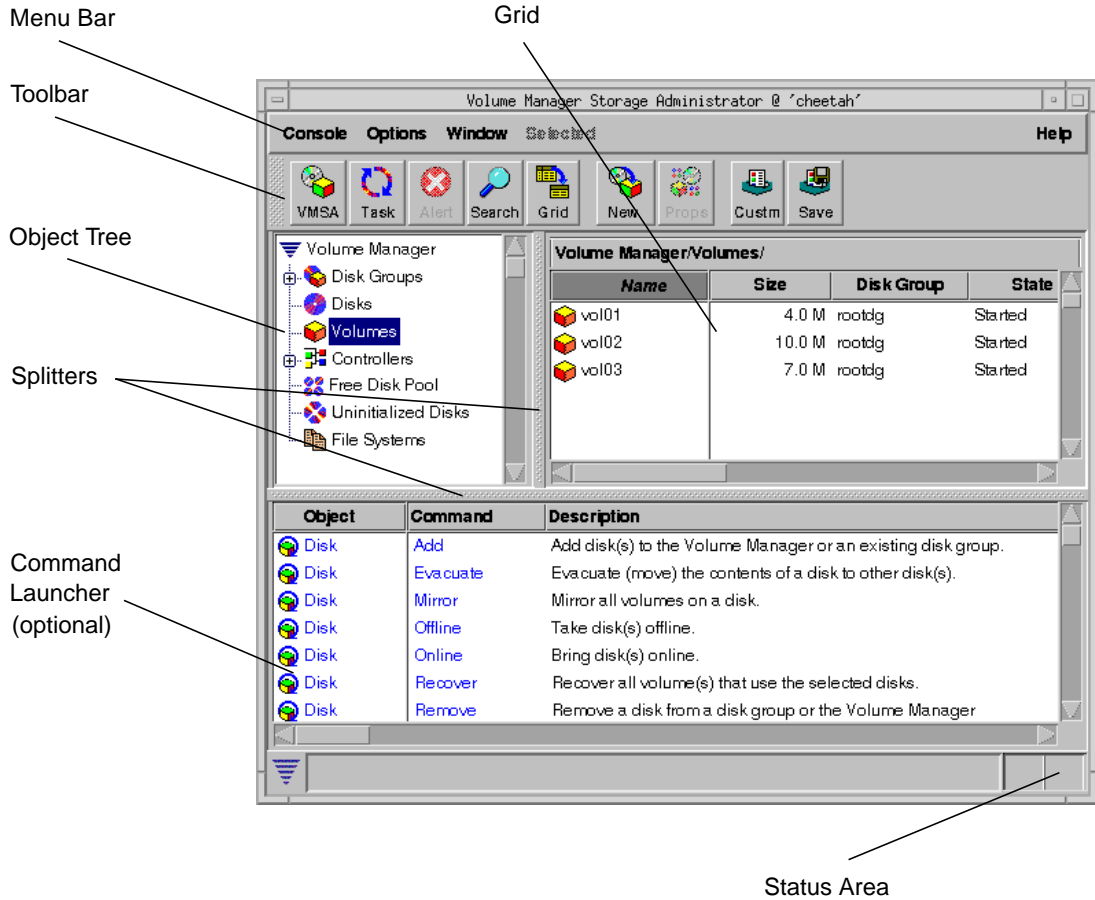 Menu Bar
Grid
Toolbar
Volume Manager Storage Administrator @ ′cheetah′
Console Options Window Selected Help
VMSA Task Alert Search Grid New Props Custm Save
Object Tree
Volume Manager
Disk Groups
Disks
Volumes
Controllers
Free Disk Pool
Uninitialized Disks
File Systems
Volume Manager/Volumes/
Name Size Disk Group State
vol01 4.0 M rootdg Started
vol02 10.0 M rootdg Started
vol03 7.0 M rootdg Started
Splitters
Object Command Description
Disk Add Add disk(s) to the Volume Manager or an existing disk group.
Disk Evacuate Evacuate (move) the contents of a disk to other disk(s).
Disk Mirror Mirror all volumes on a disk.
Disk Offline Take disk(s) offline.
Disk Online Bring disk(s) online.
Disk Recover Recover all volume(s) that use the selected disks.
Disk Remove Remove a disk from a disk group or the Volume Manager
Command
Launcher
(optional)
Status Area